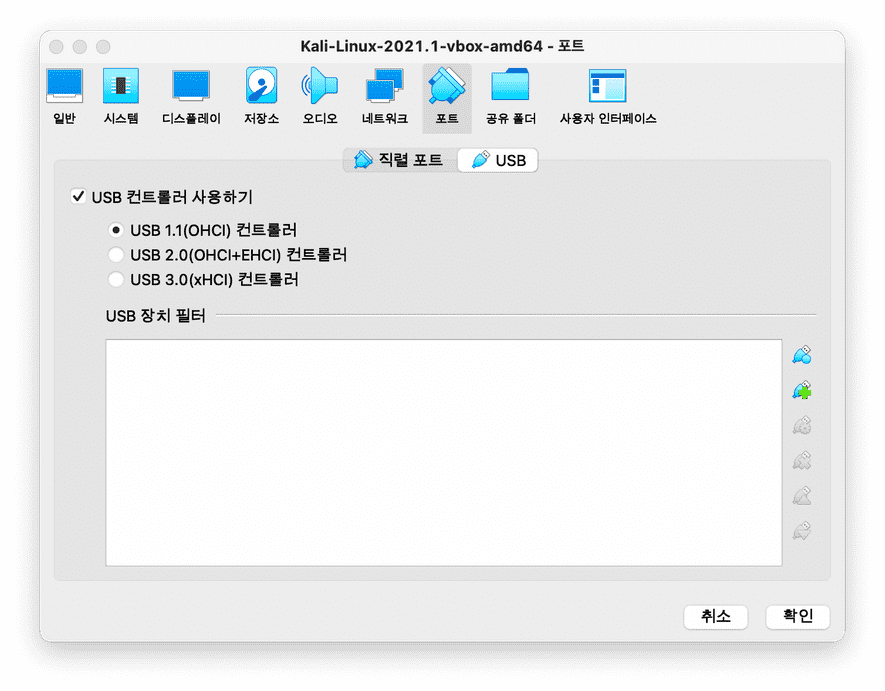 Kali-Linux-2021.1-vbox-amd64 - 포트
일반 시스템 디스플레이 저장소 오디오 네트워크 포트 공유 폴더 사용자 인터페이스
직렬 포트 USB
USB 컨트롤러 사용하기
USB 1.1(OHCI) 컨트롤러
USB 2.0(OHCI+EHCI) 컨트롤러
USB 3.0(xHCI) 컨트롤러
USB 장치 필터
취소 확인